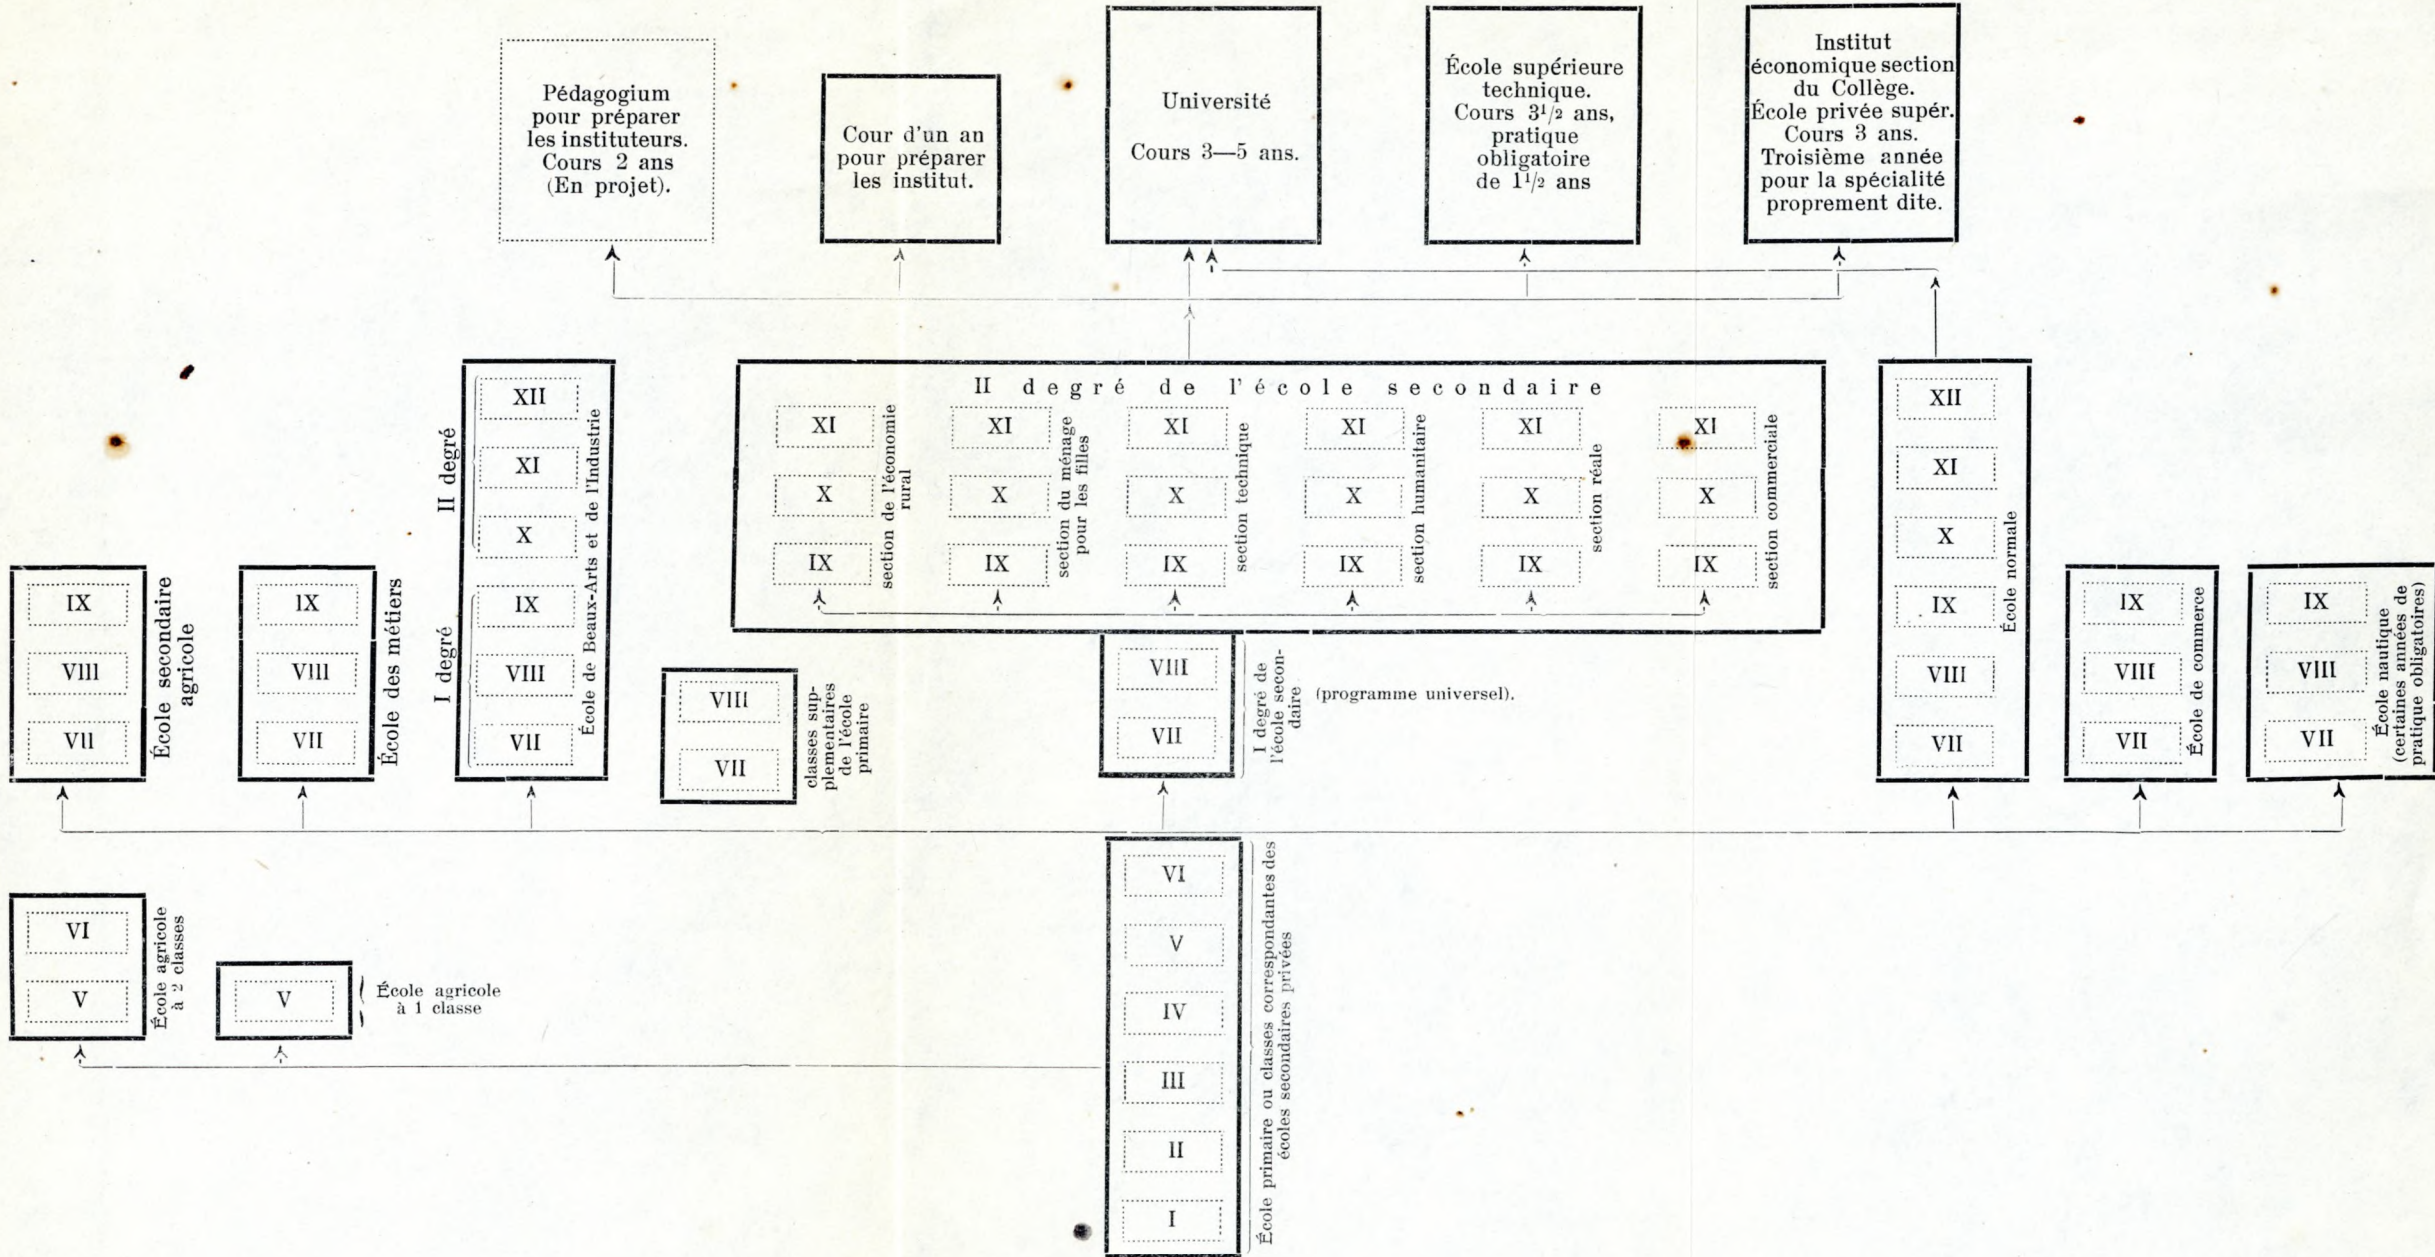 Pédagogium
pour préparer
les instituteurs.
Cours 2 ans
(En projet).
Cour d'un an
pour préparer
les institut.
Université
Cours 3—5 ans.
École supérieure
technique.
Cours 3¹/₂ ans,
pratique
obligatoire
de 1¹/₂ ans
Institut
économique section
du Collège.
École privée supér.
Cours 3 ans.
Troisième année
pour la spécialité
proprement dite.
IX
VIII
VII
École secondaire
agricole
IX
VIII
VII
École des métiers
II degré
I degré
XII
XI
X
IX
VIII
VII
École de Beaux-Arts et de l'Industrie
VIII
VII
classes sup-
plementaires
de l'école
primaire
II degré de l'école secondaire
XI
X
IX
section de l'économie
rural
XI
X
IX
section du ménage
pour les filles
XI
X
IX
section technique
XI
X
IX
section humanitaire
XI
X
IX
section réale
XI
X
IX
section commerciale
VIII
VII
I degré de
l'école secon-
daire
(programme universel).
XII
XI
X
IX
VIII
VII
École normale
IX
VIII
VII
École de commerce
IX
VIII
VII
École nautique
(certaines années de
pratique obligatoires)
VI
V
École agricole
à 2 classes
V
École agricole
à 1 classe
VI
V
IV
III
II
I
École primaire ou classes correspondantes des
écoles secondaires privées